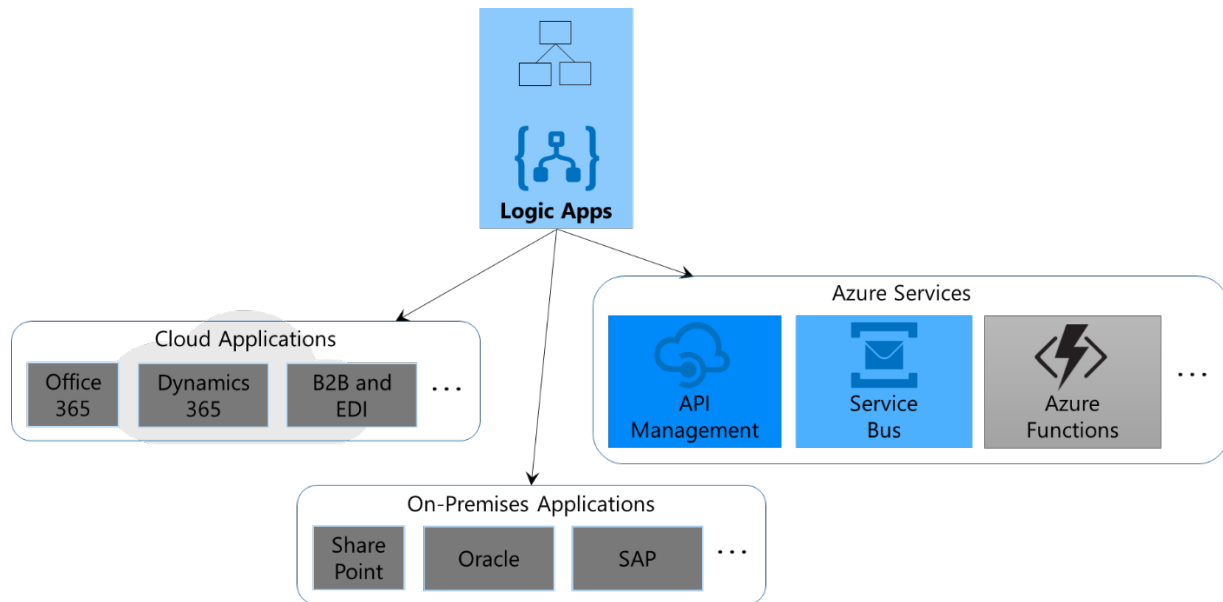 Logic Apps
Azure Services
API
Management
Service
Bus
Azure
Functions
...
Cloud Applications
Office
365
Dynamics
365
B2B and
EDI
...
On-Premises Applications
Share
Point
Oracle
SAP
...